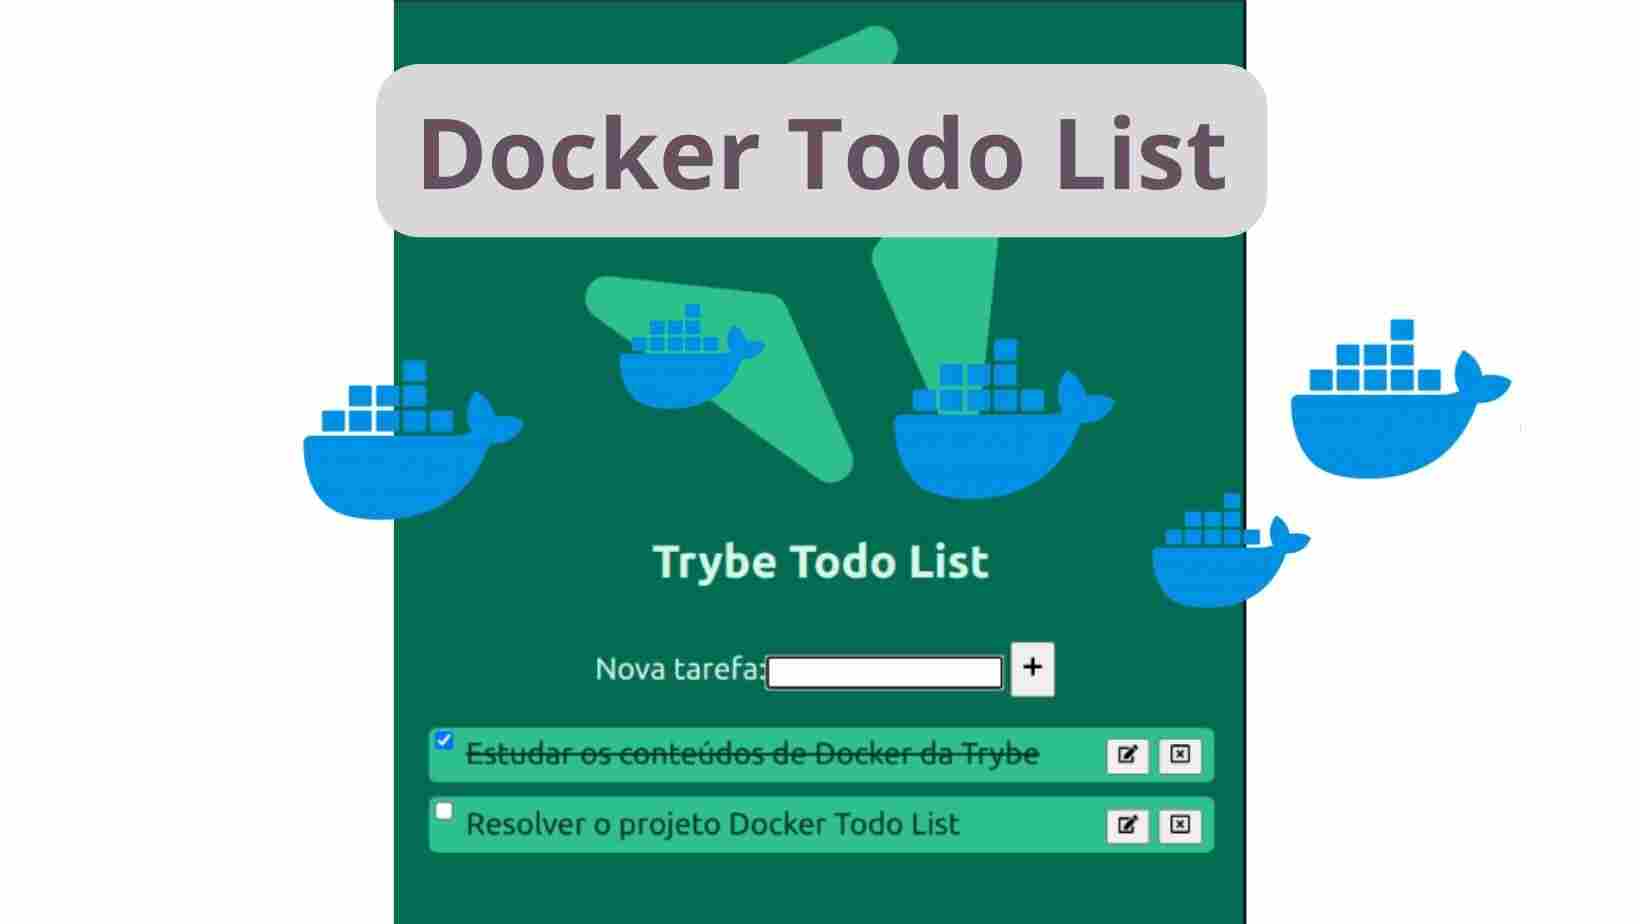 Docker Todo List
Trybe Todo List
Nova tarefa:
+
Estudar os conteúdos de Docker da Trybe
Resolver o projeto Docker Todo List